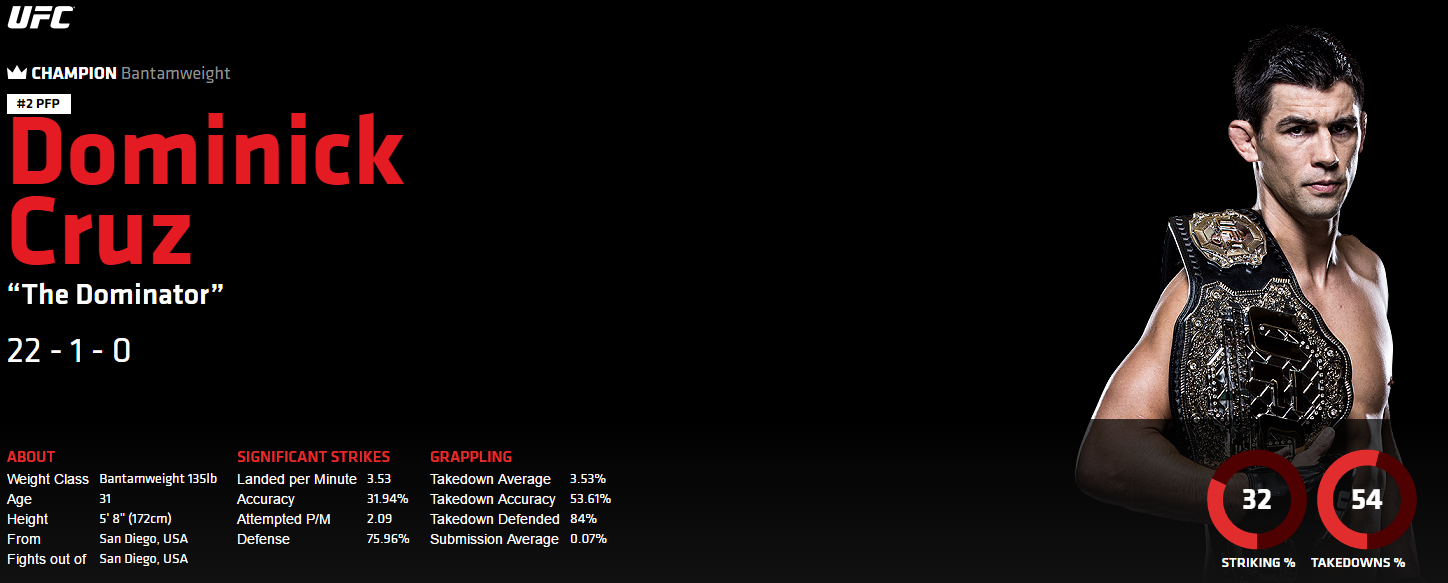 UFC
CHAMPION Bantamweight
#2 PFP
Dominick
Cruz
“The Dominator”
22 - 1 - 0
ABOUT
Weight Class Bantamweight 135lb
Age 31
Height 5' 8" (172cm)
From San Diego, USA
Fights out of San Diego, USA
SIGNIFICANT STRIKES
Landed per Minute 3.53
Accuracy 31.94%
Attempted P/M 2.09
Defense 75.96%
GRAPPLING
Takedown Average 3.53%
Takedown Accuracy 53.61%
Takedown Defended 84%
Submission Average 0.07%
32
STRIKING %
54
TAKEDOWNS %
UFC